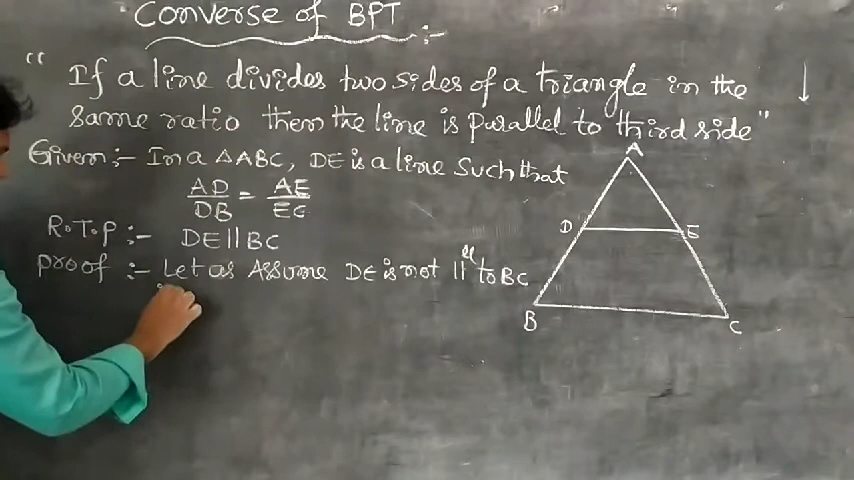 Converse of BPT :-
“ If a line divides two sides of a triangle in the ↓
same ratio then the line is parallel to third side ”
Given :- In a △ABC, DE is a line such that
AD/DB = AE/EC
R.T.P :- DE || BC
Proof :- Let as Assume DE is not ||el to BC
A
D E
B C